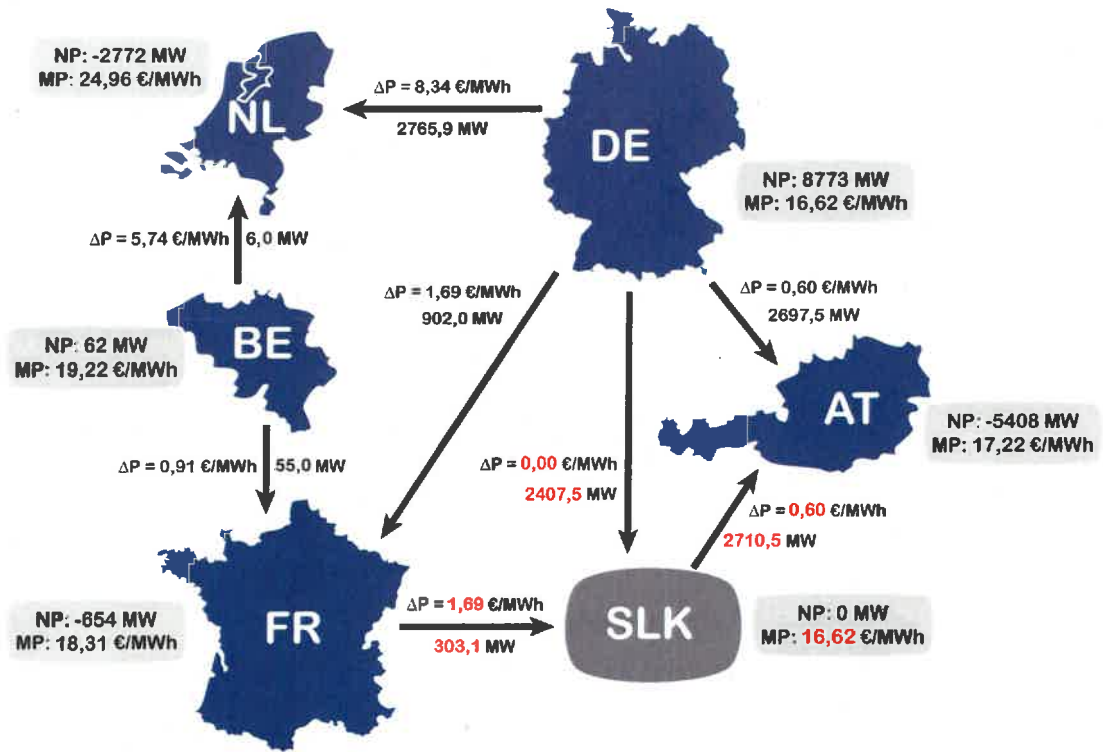 NP: -2772 MW
MP: 24,96 €/MWh
NL
ΔP = 8,34 €/MWh
2765,9 MW
DE
NP: 8773 MW
MP: 16,62 €/MWh
ΔP = 5,74 €/MWh
6,0 MW
ΔP = 1,69 €/MWh
902,0 MW
ΔP = 0,60 €/MWh
2697,5 MW
BE
NP: 62 MW
MP: 19,22 €/MWh
AT
NP: -5408 MW
MP: 17,22 €/MWh
ΔP = 0,91 €/MWh
55,0 MW
ΔP = 0,00 €/MWh
2407,5 MW
ΔP = 0,60 €/MWh
2710,5 MW
NP: -654 MW
MP: 18,31 €/MWh
FR
ΔP = 1,69 €/MWh
303,1 MW
SLK
NP: 0 MW
MP: 16,62 €/MWh